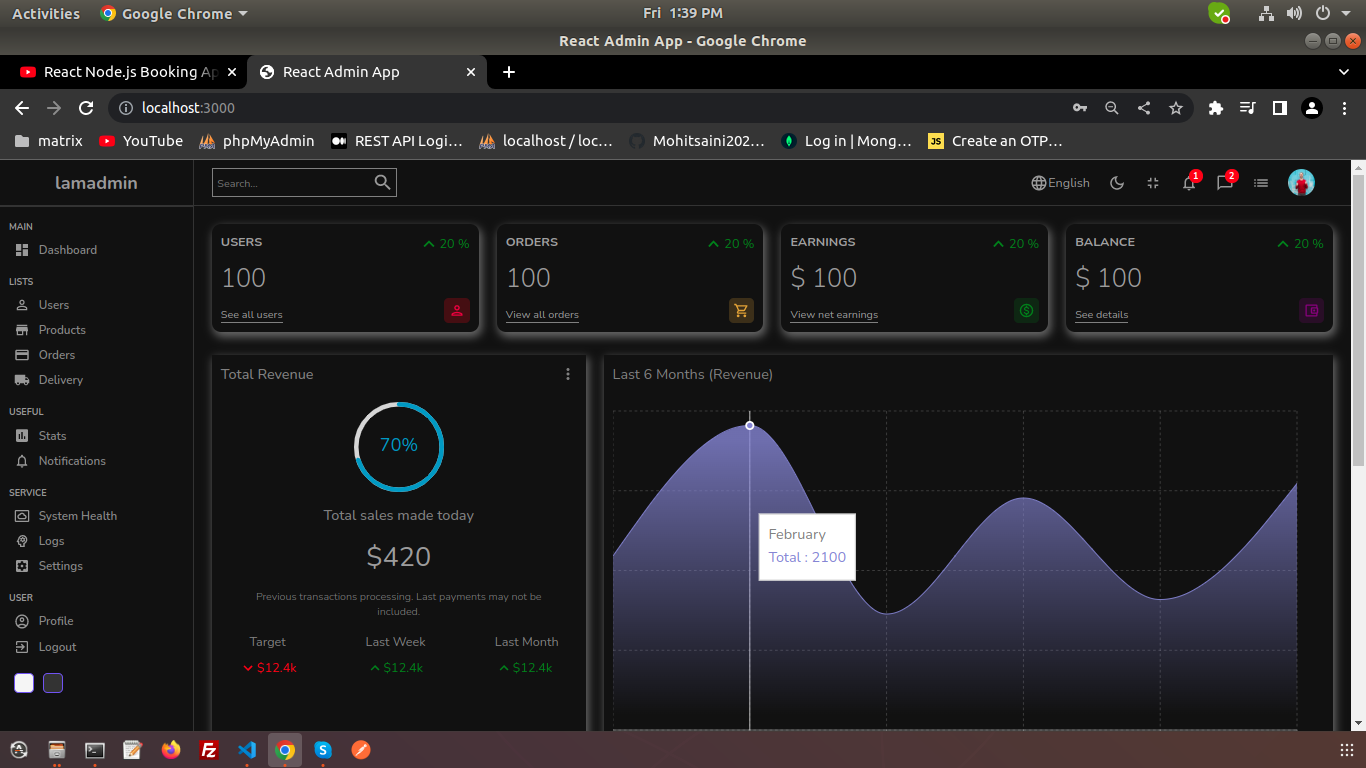 Activities Google Chrome Fri 1:39 PM
React Admin App - Google Chrome
React Node.js Booking Ap React Admin App
localhost:3000
matrix YouTube phpMyAdmin REST API Logi… localhost / loc… Mohitsaini202… Log in | Mong… JS Create an OTP…
lamadmin Search... English 1 2
MAIN
Dashboard
LISTS
Users
Products
Orders
Delivery
USEFUL
Stats
Notifications
SERVICE
System Health
Logs
Settings
USER
Profile
Logout
USERS 20 %
100
See all users
ORDERS 20 %
100
View all orders
EARNINGS 20 %
$ 100
View net earnings
BALANCE 20 %
$ 100
See details
Total Revenue
70%
Total sales made today
$420
Previous transactions processing. Last payments may not be
included.
Target Last Week Last Month
$12.4k $12.4k $12.4k
Last 6 Months (Revenue)
February
Total : 2100